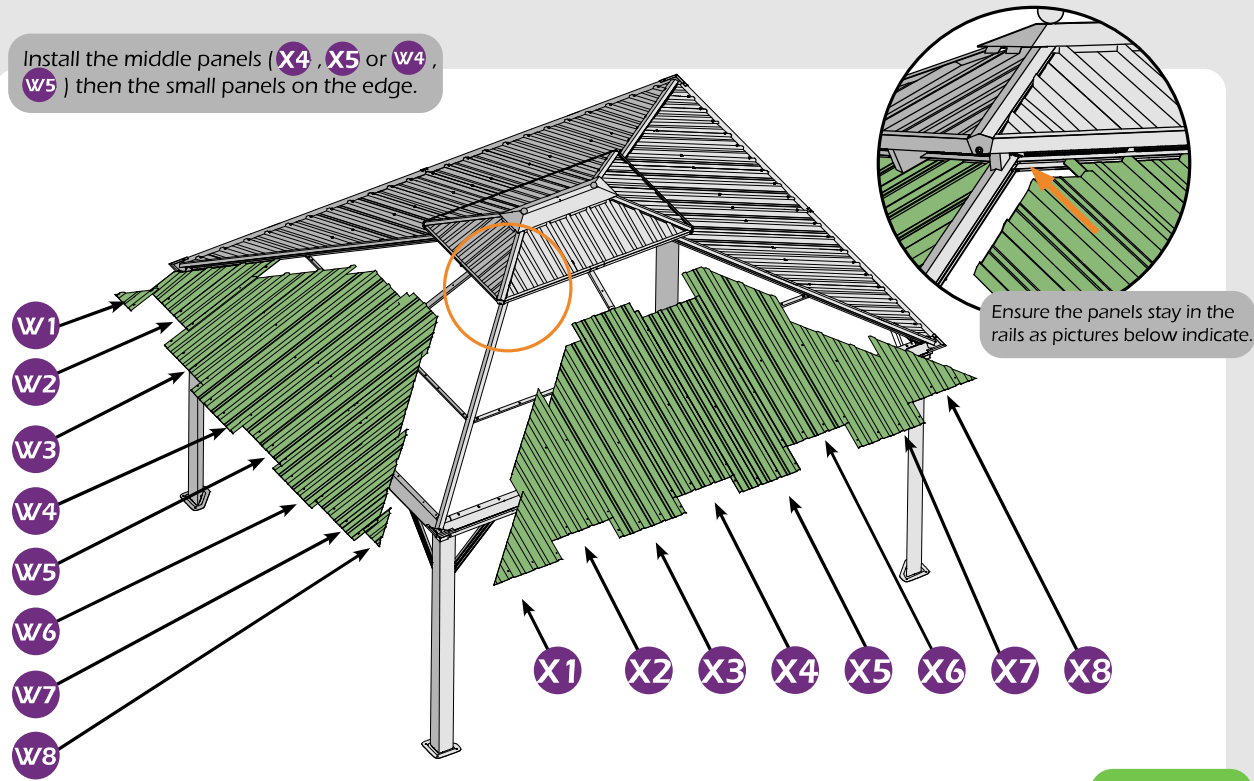 Install the middle panels ( X4 , X5 or W4 ,
W5 ) then the small panels on the edge.
Ensure the panels stay in the
rails as pictures below indicate.
W1
W2
W3
W4
W5
W6
W7
W8
X1 X2 X3 X4 X5 X6 X7 X8